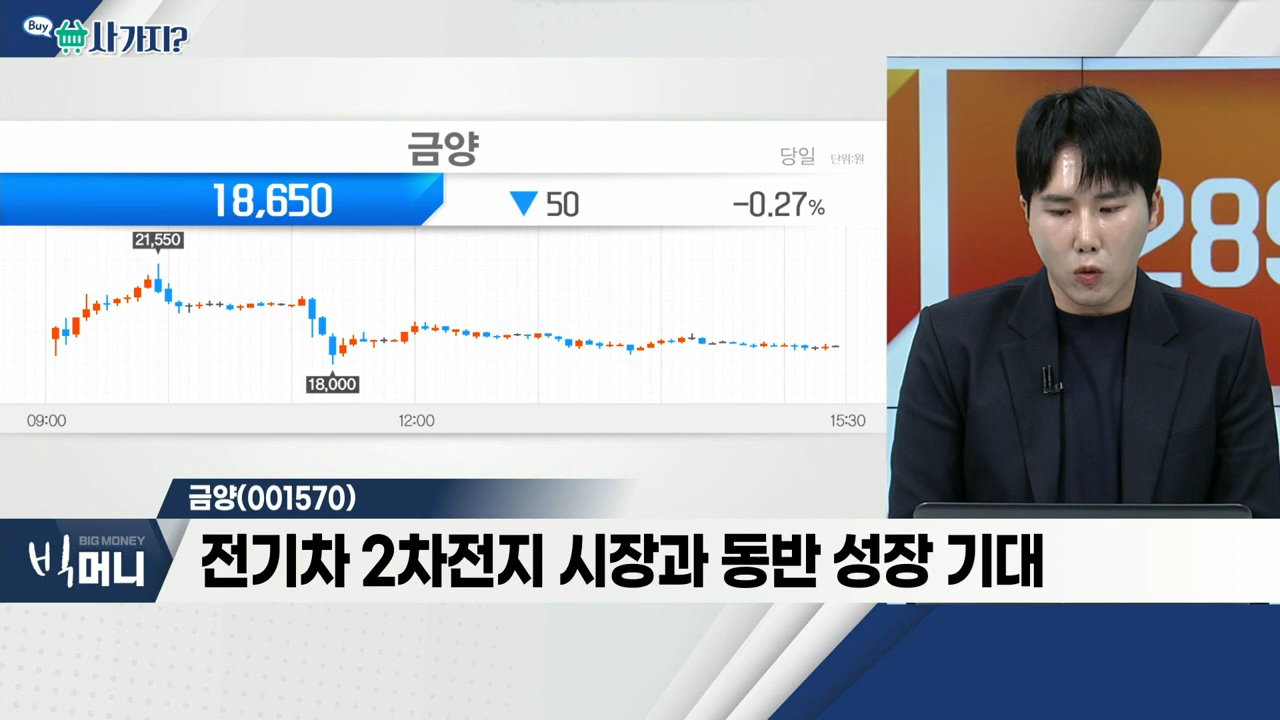 Buy
사 가지?
금양
당일 단위:원
18,650 ▼50 -0.27%
21,550
18,000
09:00 12:00 15:30
289
금양(001570)
BIG MONEY
빅머니
전기차 2차전지 시장과 동반 성장 기대